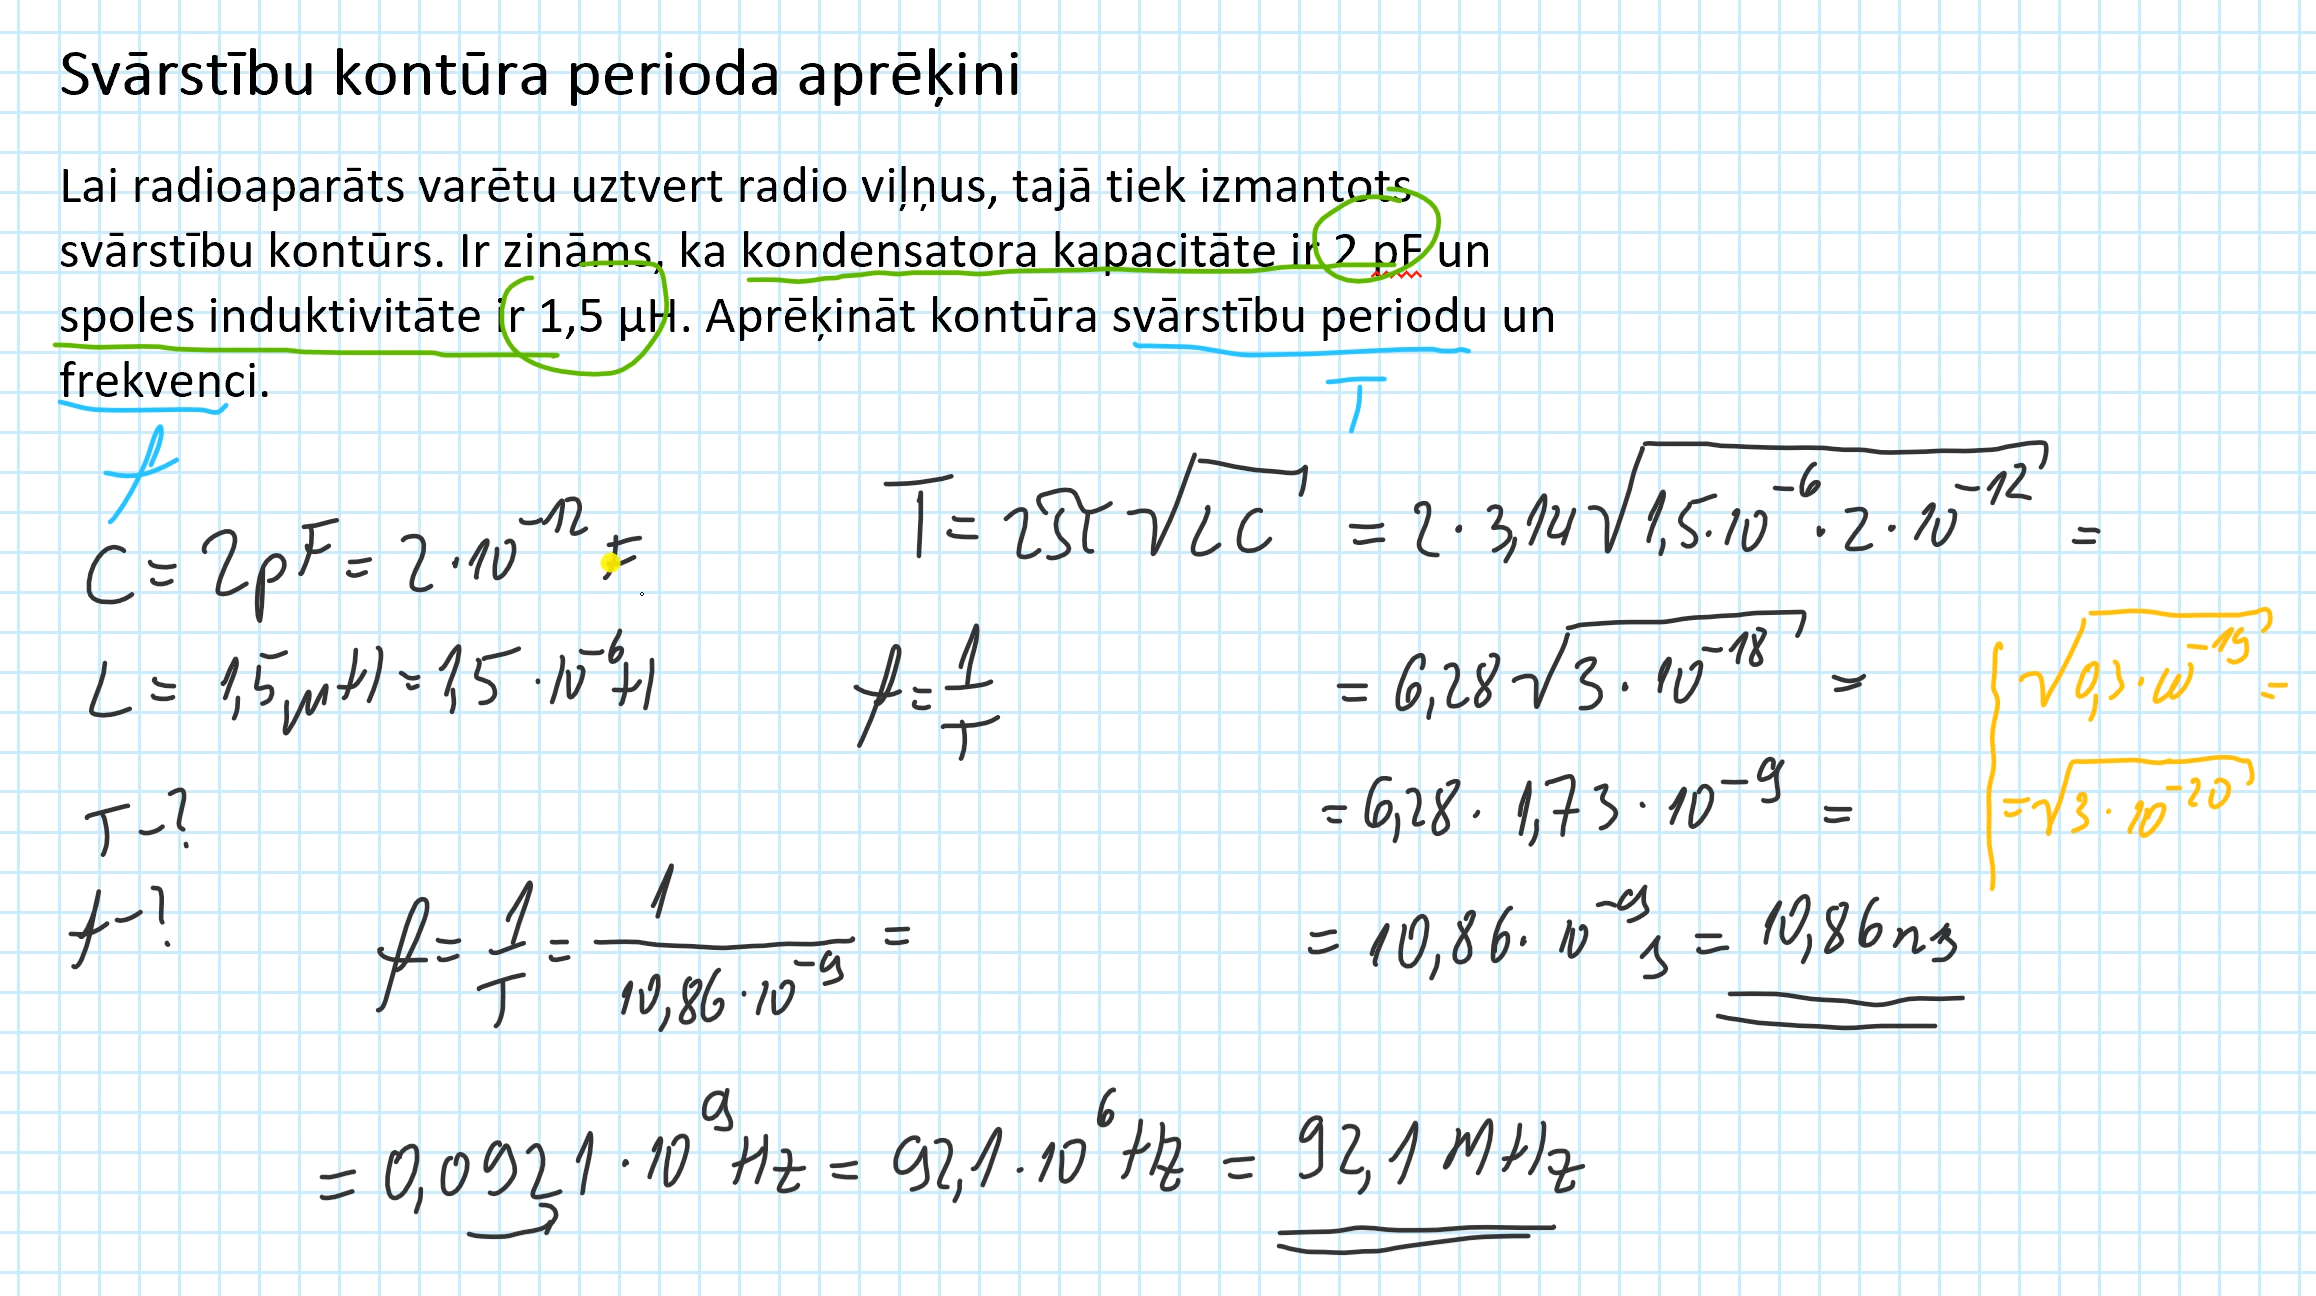 Svārstību kontūra perioda aprēķini
Lai radioaparāts varētu uztvert radio viļņus, tajā tiek izmantots
svārstību kontūrs. Ir zināms, ka kondensatora kapacitāte ir 2 pF un
spoles induktivitāte ir 1,5 µH. Aprēķināt kontūra svārstību periodu un
frekvenci.
T
f
C = 2pF = 2·10⁻¹² F
L = 1,5µH = 1,5·10⁻⁶ H
T–?
f–?
T = 2π√LC = 2·3,14√1,5·10⁻⁶·2·10⁻¹² =
f = 1/T
= 6,28√3·10⁻¹⁸ =
= 6,28·1,73·10⁻⁹ =
= 10,86·10⁻⁹ s = 10,86 ns
√0,3·10⁻¹⁹ =
= √3·10⁻²⁰
f = 1/T = 1/10,86·10⁻⁹ =
= 0,0921·10⁹ Hz = 92,1·10⁶ Hz = 92,1 MHz